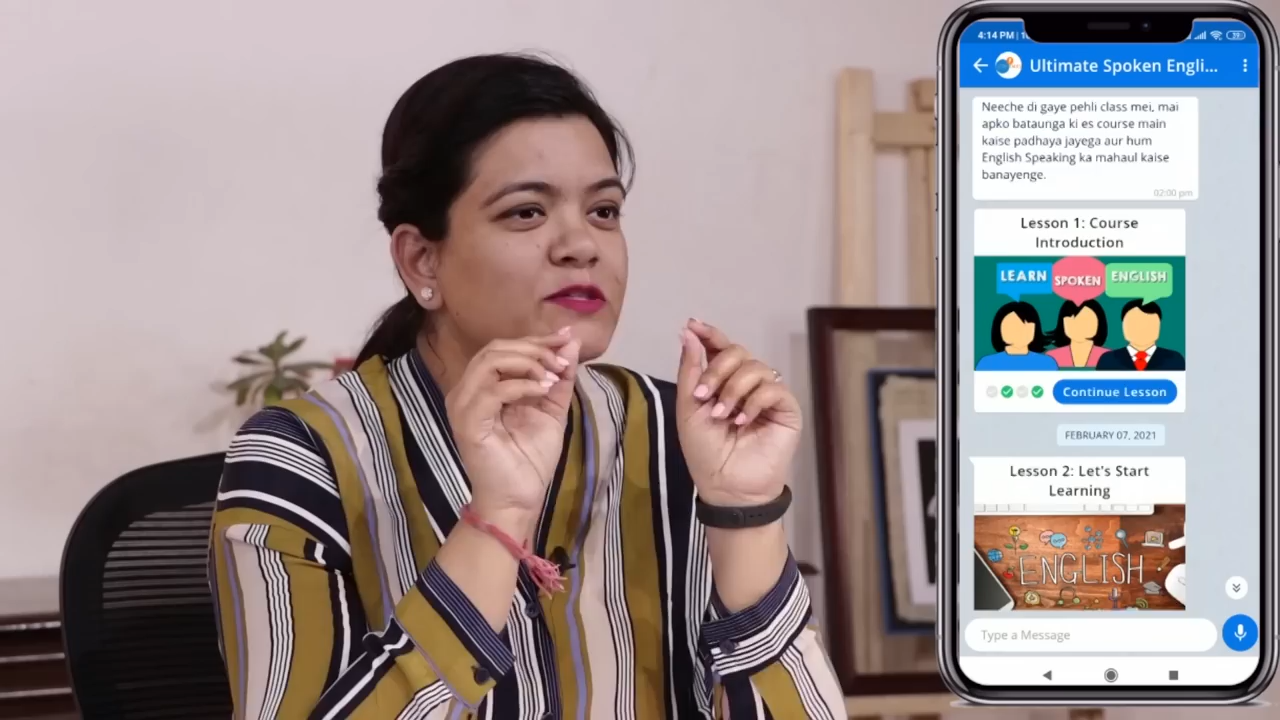 4:14 PM
Ultimate Spoken Engli...
Neeche di gaye pehli class mei, mai
apko bataunga ki es course main
kaise padhaya jayega aur hum
English Speaking ka mahaul kaise
banayenge.
02:00 pm
Lesson 1: Course
Introduction
LEARN SPOKEN ENGLISH
Continue Lesson
FEBRUARY 07, 2021
Lesson 2: Let's Start
Learning
ENGLISH
Type a Message